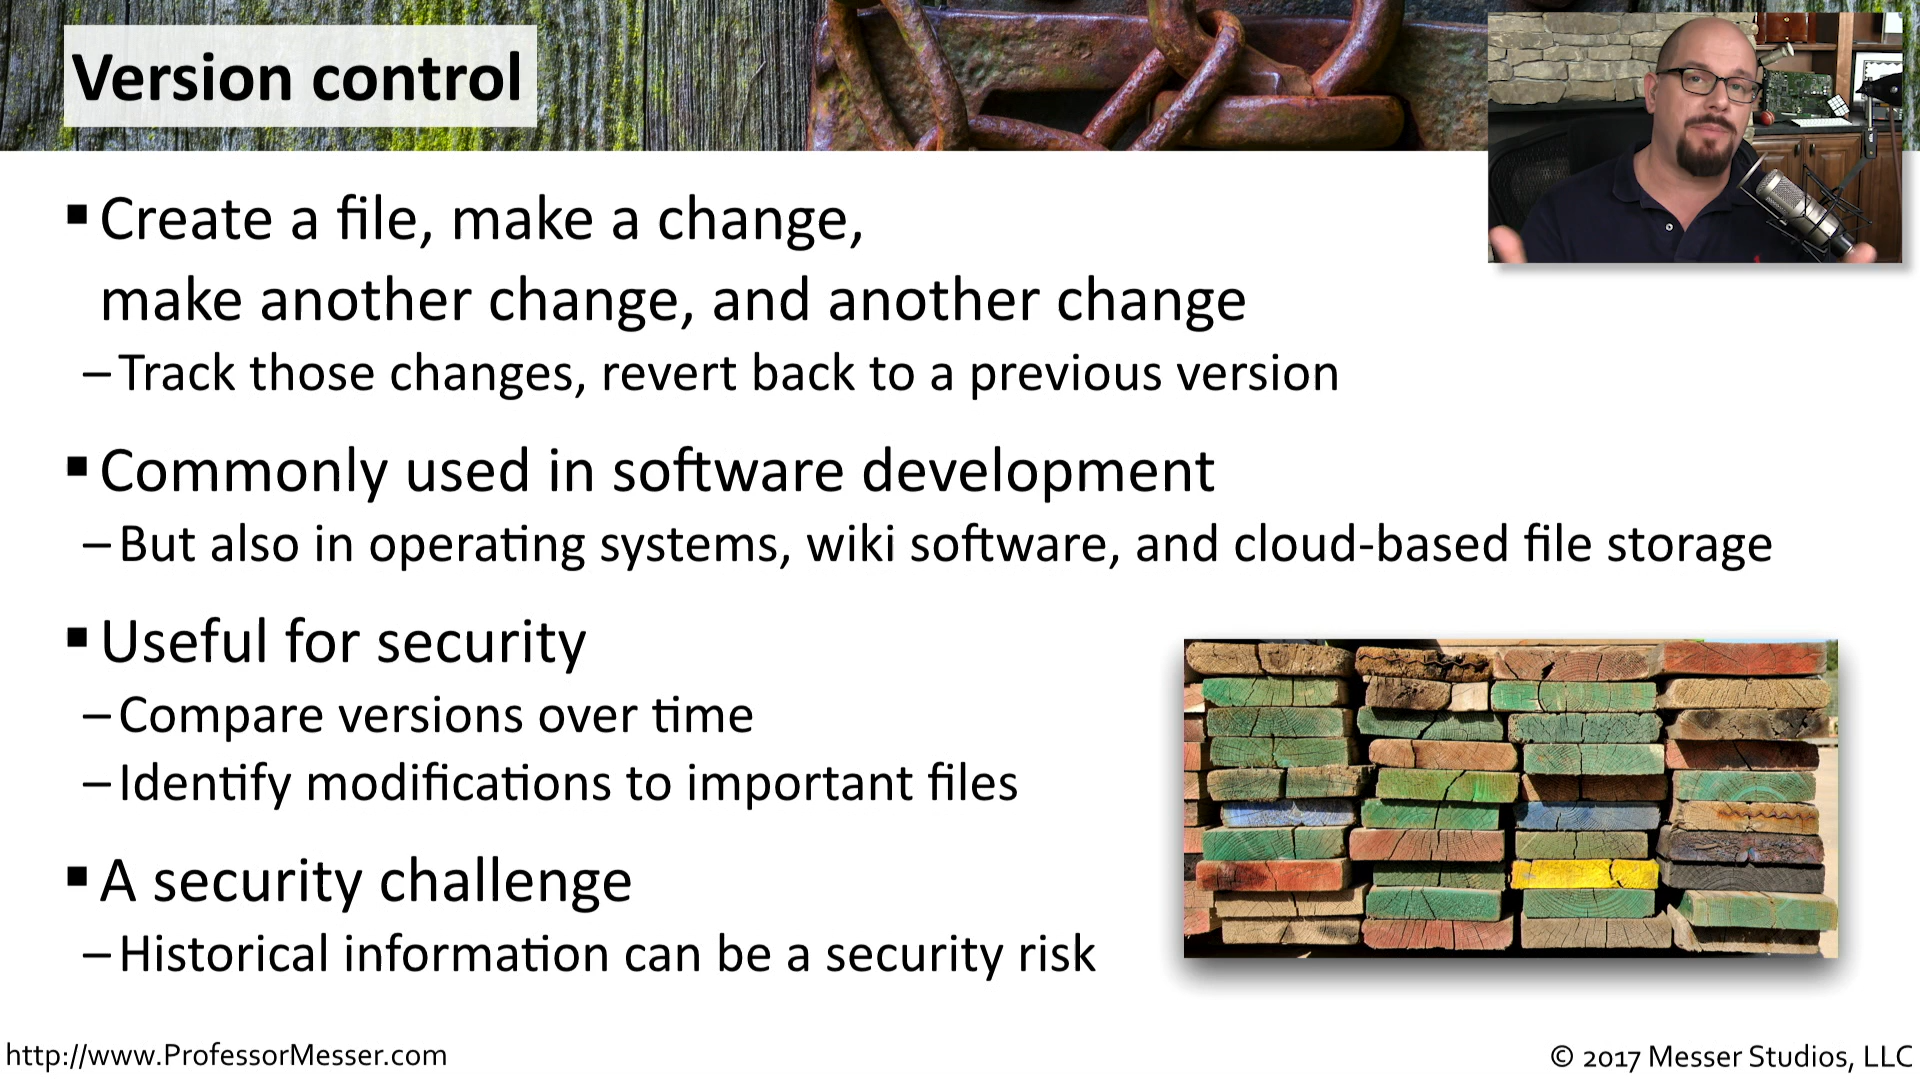 Version control
▪ Create a file, make a change,
make another change, and another change
– Track those changes, revert back to a previous version
▪ Commonly used in software development
– But also in operating systems, wiki software, and cloud-based file storage
▪ Useful for security
– Compare versions over time
– Identify modifications to important files
▪ A security challenge
– Historical information can be a security risk
http://www.ProfessorMesser.com
© 2017 Messer Studios, LLC